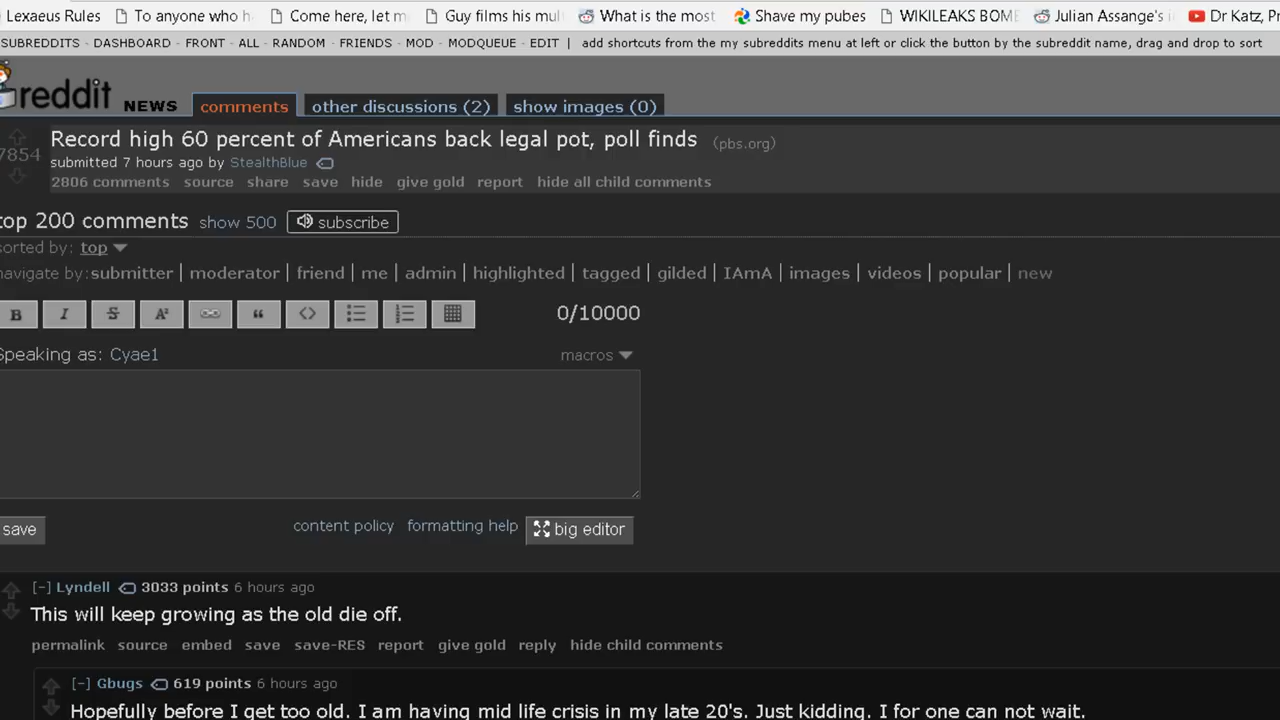 Lexaeus Rules To anyone who h Come here, let m Guy films his mul What is the most Shave my pubes WIKILEAKS BOME Julian Assange's i Dr Katz, Pr
SUBREDDITS - DASHBOARD - FRONT - ALL - RANDOM - FRIENDS - MOD - MODQUEUE - EDIT | add shortcuts from the my subreddits menu at left or click the button by the subreddit name, drag and drop to sort
reddit NEWS comments other discussions (2) show images (0)
Record high 60 percent of Americans back legal pot, poll finds (pbs.org)
7854
submitted 7 hours ago by StealthBlue
2806 comments source share save hide give gold report hide all child comments
top 200 comments show 500 subscribe
sorted by: top
navigate by: submitter | moderator | friend | me | admin | highlighted | tagged | gilded | IAmA | images | videos | popular | new
B I S A² “ <> 0/10000
Speaking as: Cyae1 macros
save content policy formatting help big editor
[-] Lyndell 3033 points 6 hours ago
This will keep growing as the old die off.
permalink source embed save save-RES report give gold reply hide child comments
[-] Gbugs 619 points 6 hours ago
Hopefully before I get too old. I am having mid life crisis in my late 20's. Just kidding. I for one can not wait.